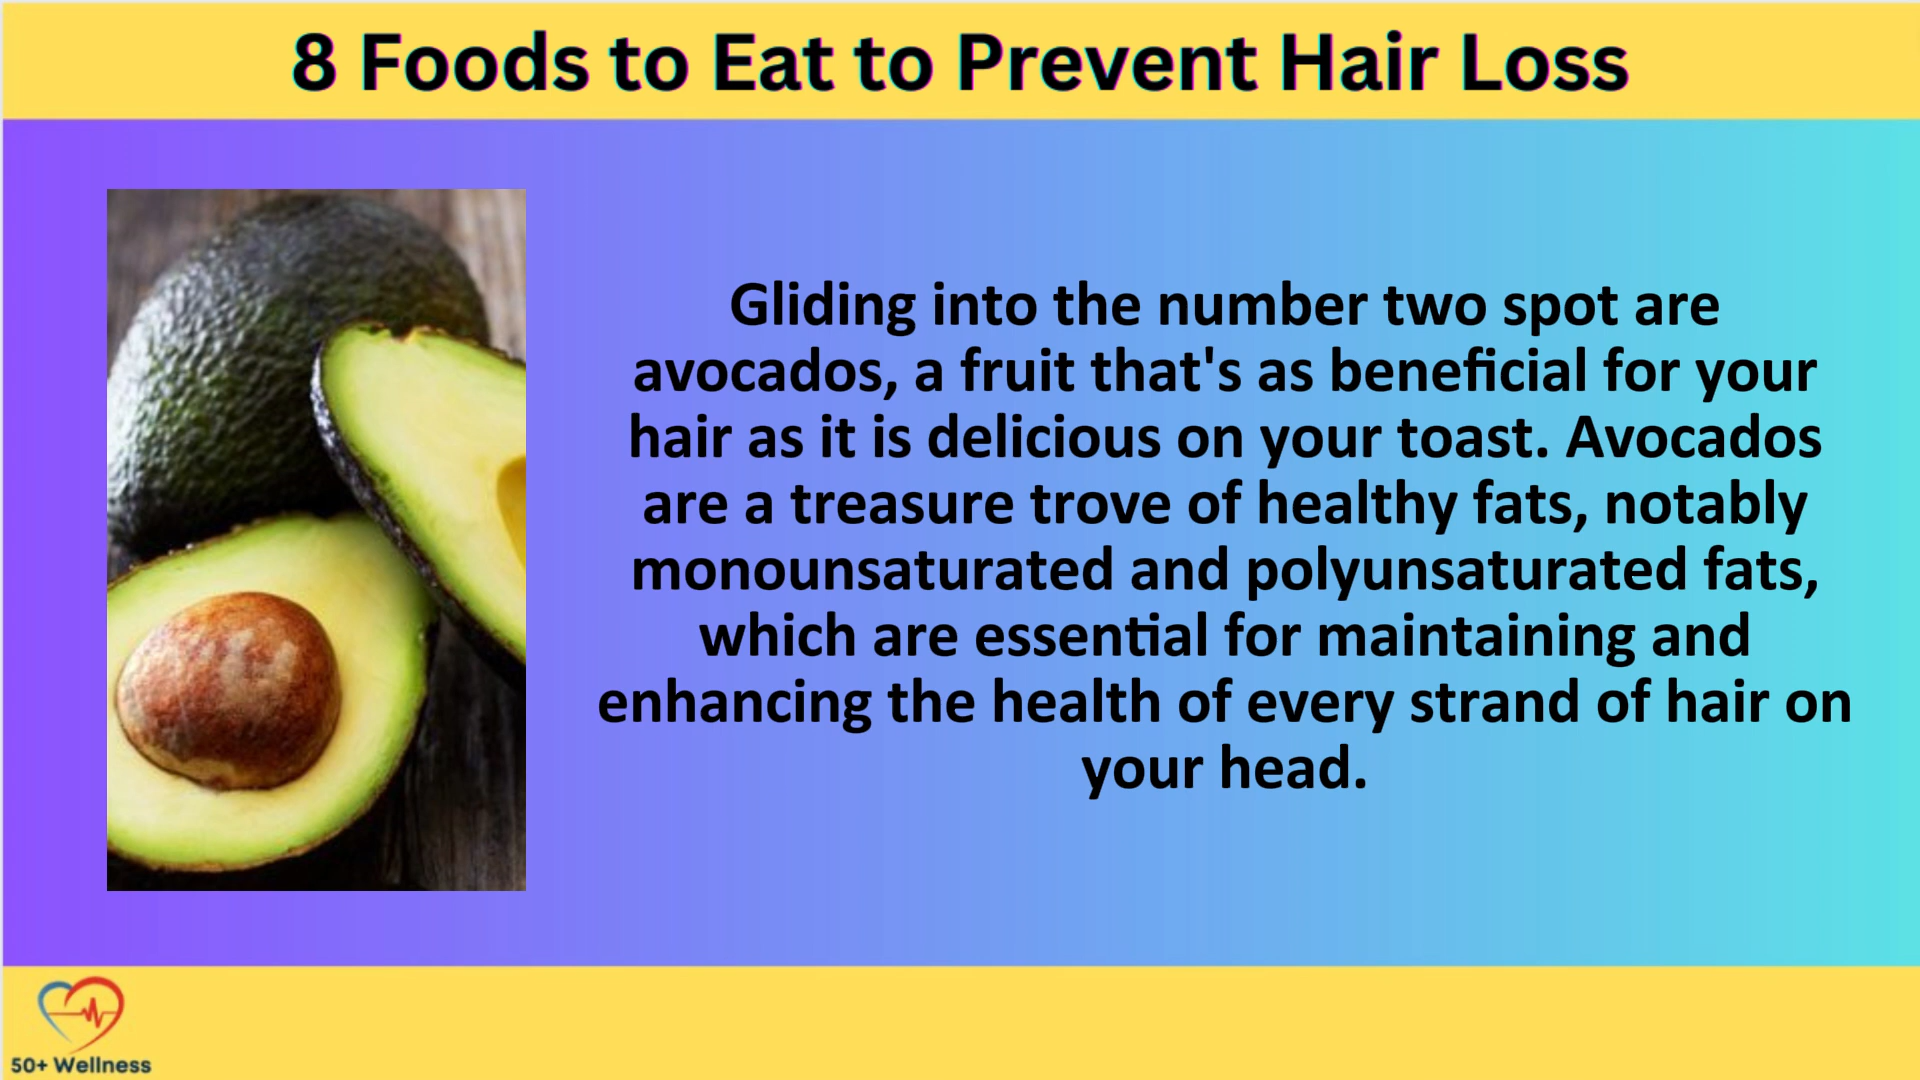 8 Foods to Eat to Prevent Hair Loss
Gliding into the number two spot are
avocados, a fruit that's as beneficial for your
hair as it is delicious on your toast. Avocados
are a treasure trove of healthy fats, notably
monounsaturated and polyunsaturated fats,
which are essential for maintaining and
enhancing the health of every strand of hair on
your head.
50+ Wellness